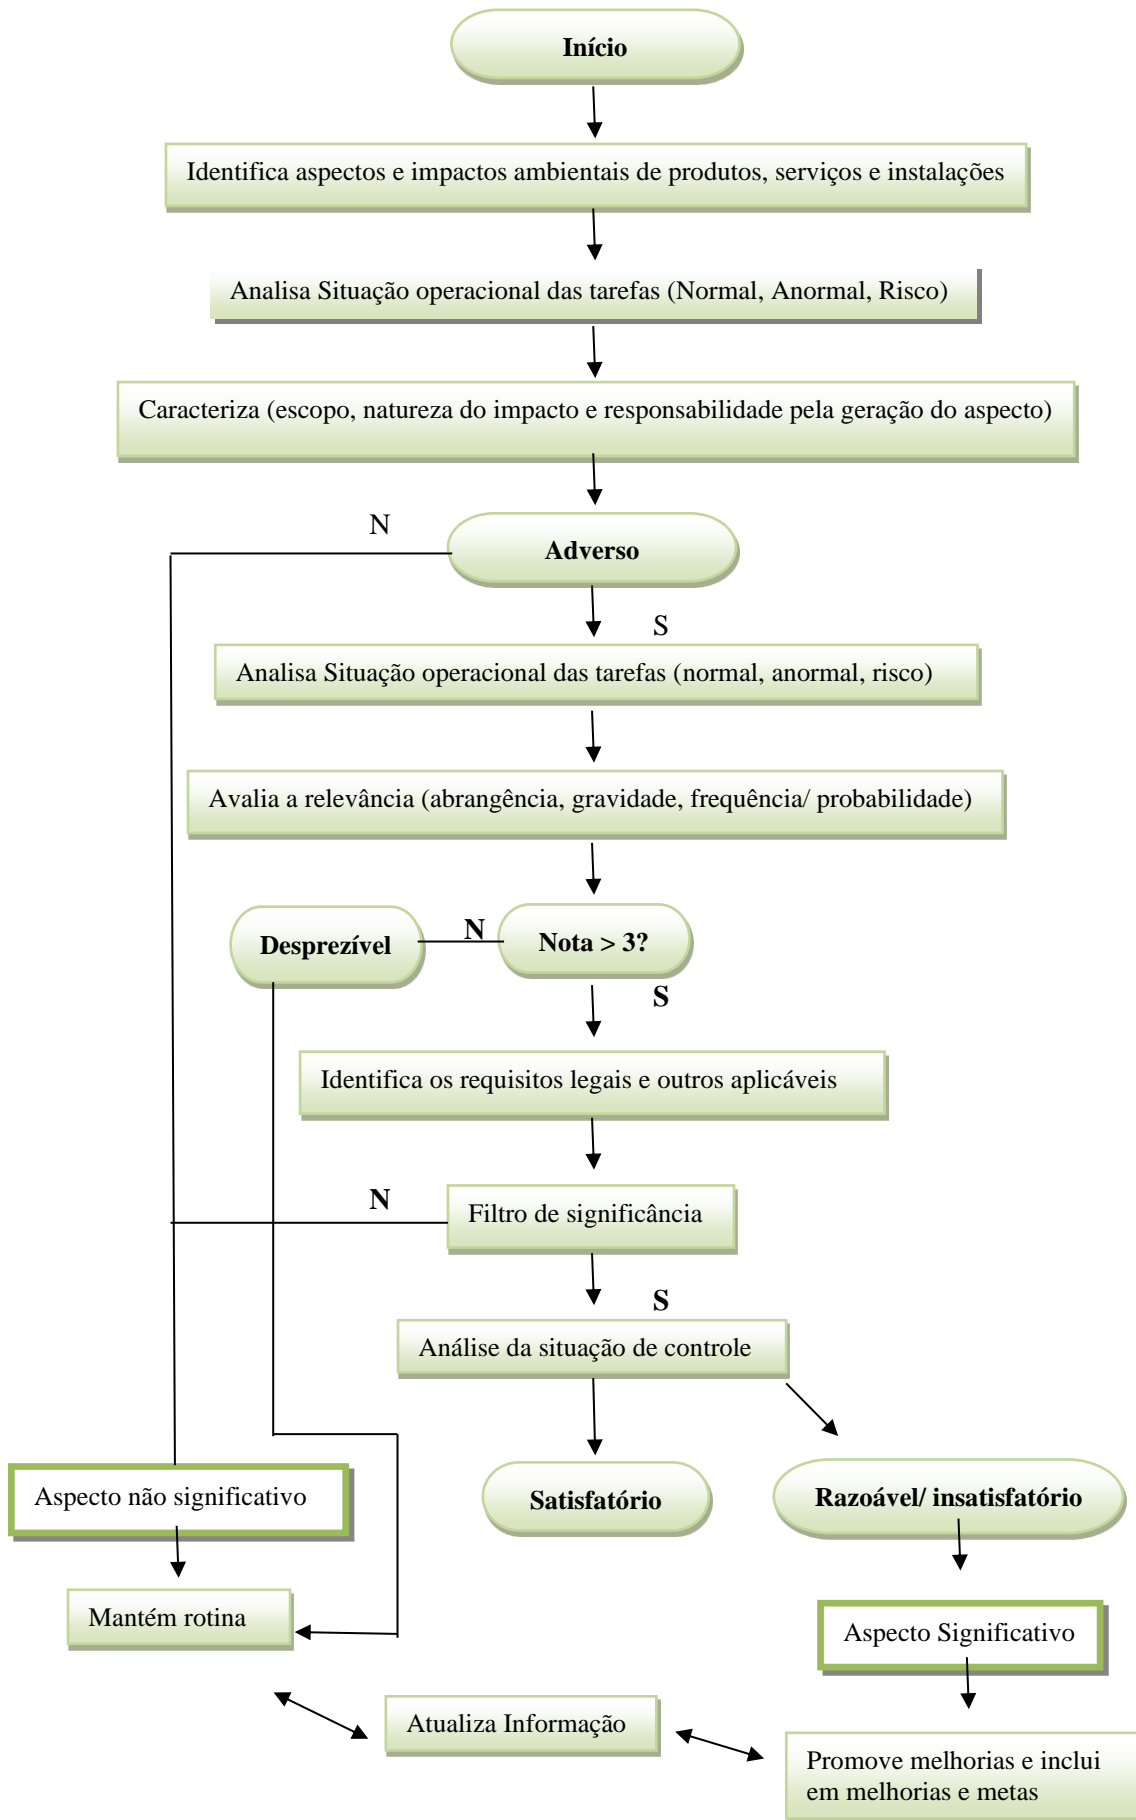 Início
Identifica aspectos e impactos ambientais de produtos, serviços e instalações
Analisa Situação operacional das tarefas (Normal, Anormal, Risco)
Caracteriza (escopo, natureza do impacto e responsabilidade pela geração do aspecto)
N
Adverso
S
Analisa Situação operacional das tarefas (normal, anormal, risco)
Avalia a relevância (abrangência, gravidade, frequência/ probabilidade)
Desprezível
N
Nota > 3?
S
Identifica os requisitos legais e outros aplicáveis
N
Filtro de significância
S
Análise da situação de controle
Aspecto não significativo
Satisfatório
Razoável/ insatisfatório
Mantém rotina
Aspecto Significativo
Atualiza Informação
Promove melhorias e inclui
em melhorias e metas